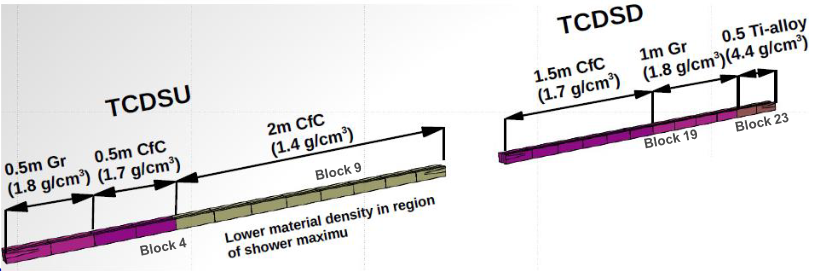 TCDSU
0.5m Gr
(1.8 g/cm³)
0.5m CfC
(1.7 g/cm³)
2m CfC
(1.4 g/cm³)
Block 4
Block 9
Lower material density in region
of shower maximu
TCDSD
1.5m CfC
(1.7 g/cm³)
1m Gr
(1.8 g/cm³)
0.5 Ti-alloy
(4.4 g/cm³)
Block 19
Block 23